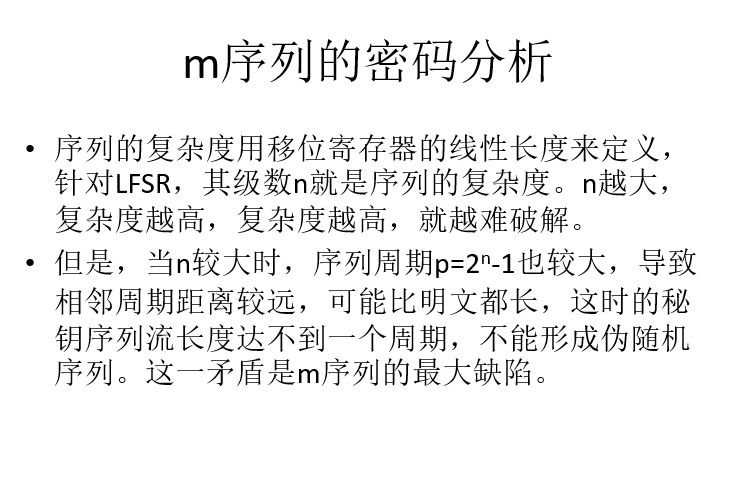 m序列的密码分析
• 序列的复杂度用移位寄存器的线性长度来定义，
针对LFSR，其级数n就是序列的复杂度。n越大，
复杂度越高，复杂度越高，就越难破解。
• 但是，当n较大时，序列周期p=2ⁿ-1也较大，导致
相邻周期距离较远，可能比明文都长，这时的秘
钥序列流长度达不到一个周期，不能形成伪随机
序列。这一矛盾是m序列的最大缺陷。